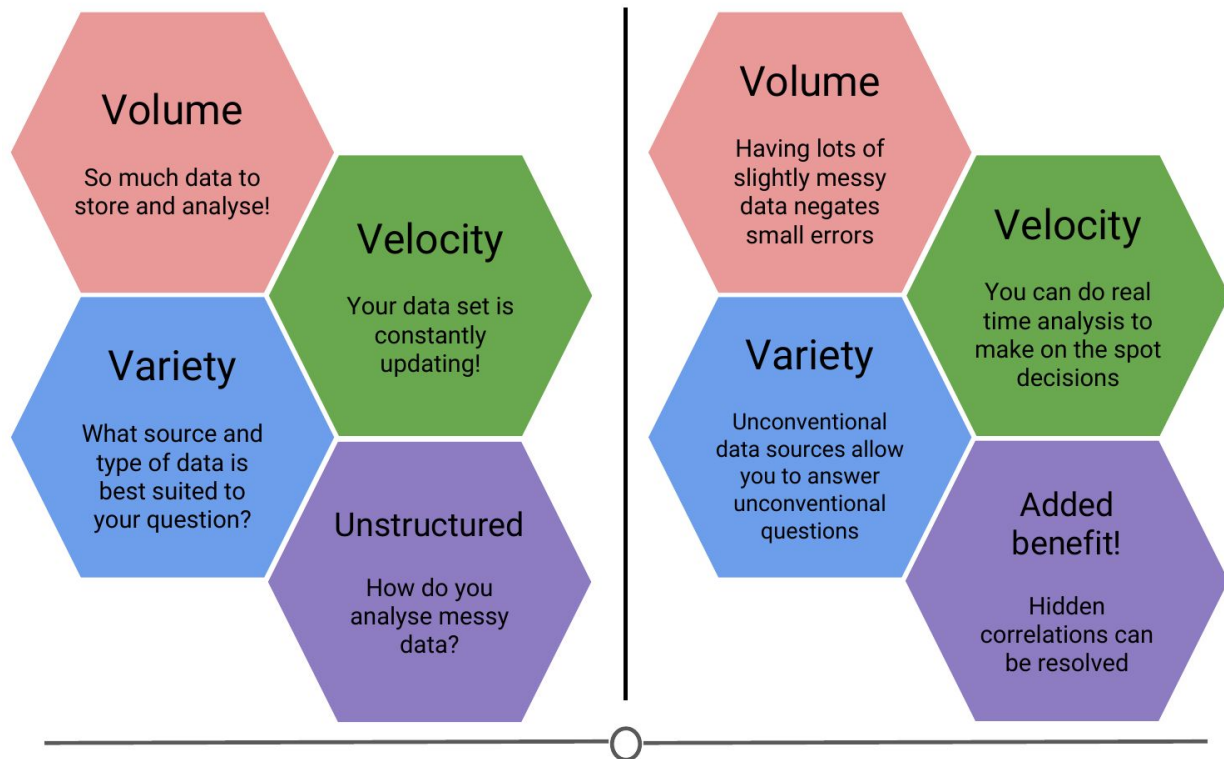 Volume
So much data to
store and analyse!
Velocity
Your data set is
constantly
updating!
Variety
What source and
type of data is
best suited to
your question?
Unstructured
How do you
analyse messy
data?
Volume
Having lots of
slightly messy
data negates
small errors
Velocity
You can do real
time analysis to
make on the spot
decisions
Variety
Unconventional
data sources allow
you to answer
unconventional
questions
Added
benefit!
Hidden
correlations can
be resolved